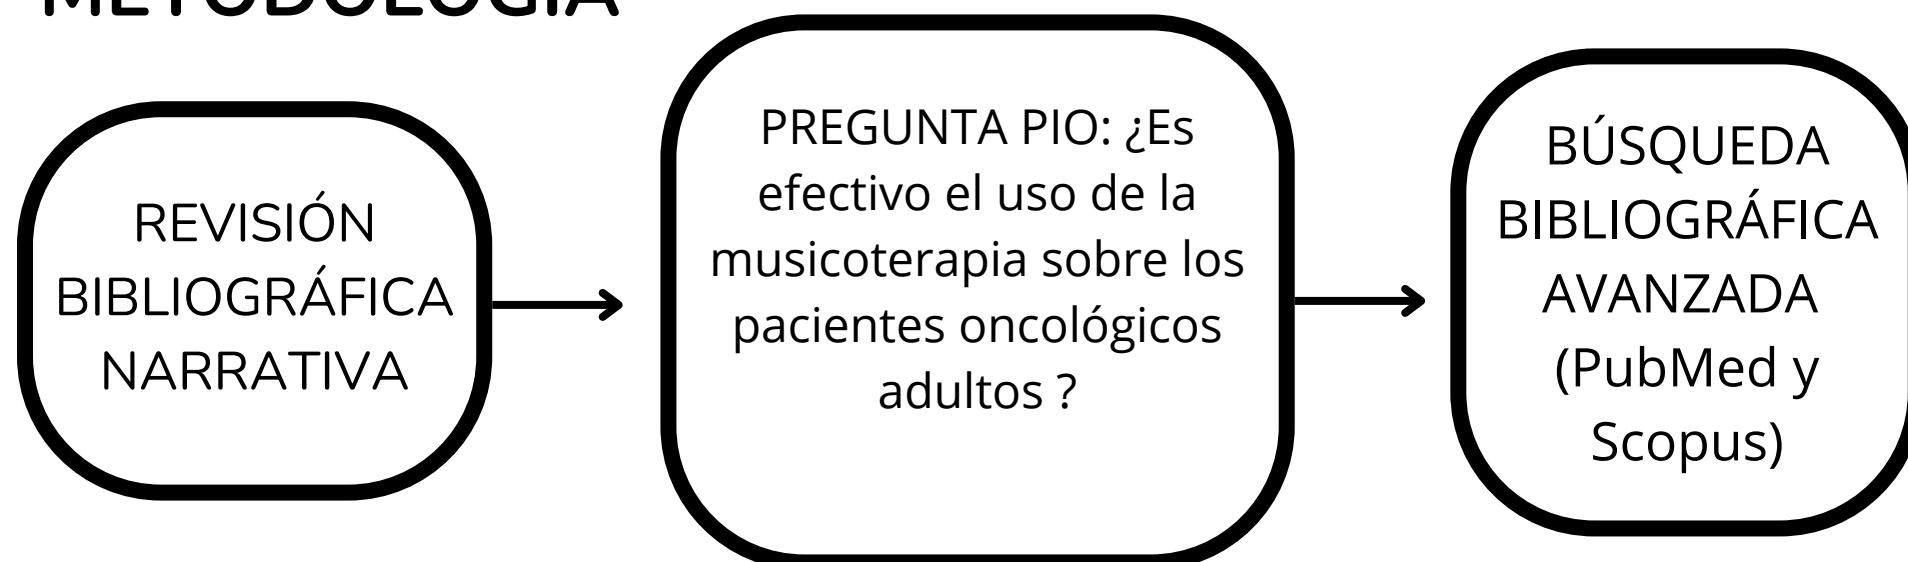 METODOLOGÍA
REVISIÓN
BIBLIOGRÁFICA
NARRATIVA
PREGUNTA PIO: ¿Es
efectivo el uso de la
musicoterapia sobre los
pacientes oncológicos
adultos ?
BÚSQUEDA
BIBLIOGRÁFICA
AVANZADA
(PubMed y
Scopus)